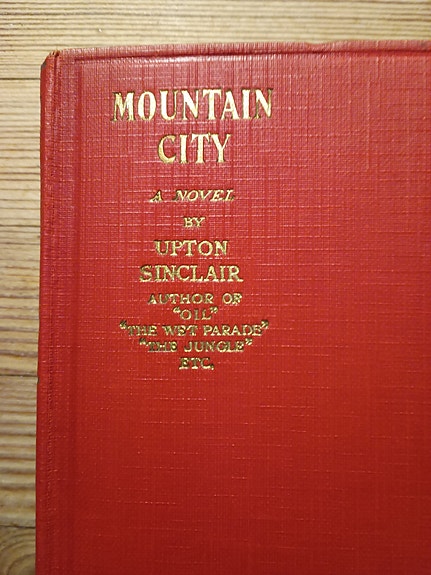 MOUNTAIN
CITY
A NOVEL
BY
UPTON
SINCLAIR
AUTHOR OF
"OIL"
"THE WET PARADE"
"THE JUNGLE"
ETC.